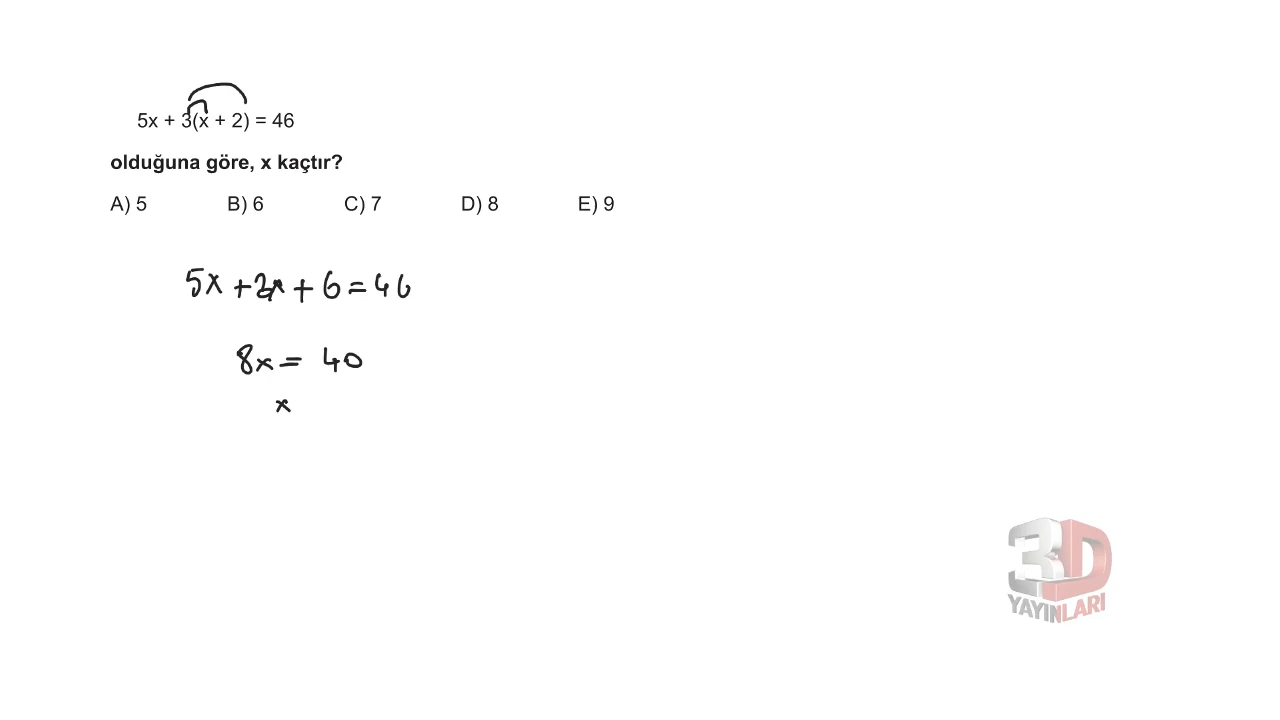 5x + 3(x + 2) = 46
olduğuna göre, x kaçtır?
A) 5 B) 6 C) 7 D) 8 E) 9
5x + 3x + 6 = 46
8x = 40
x
3D
YAYINLARI